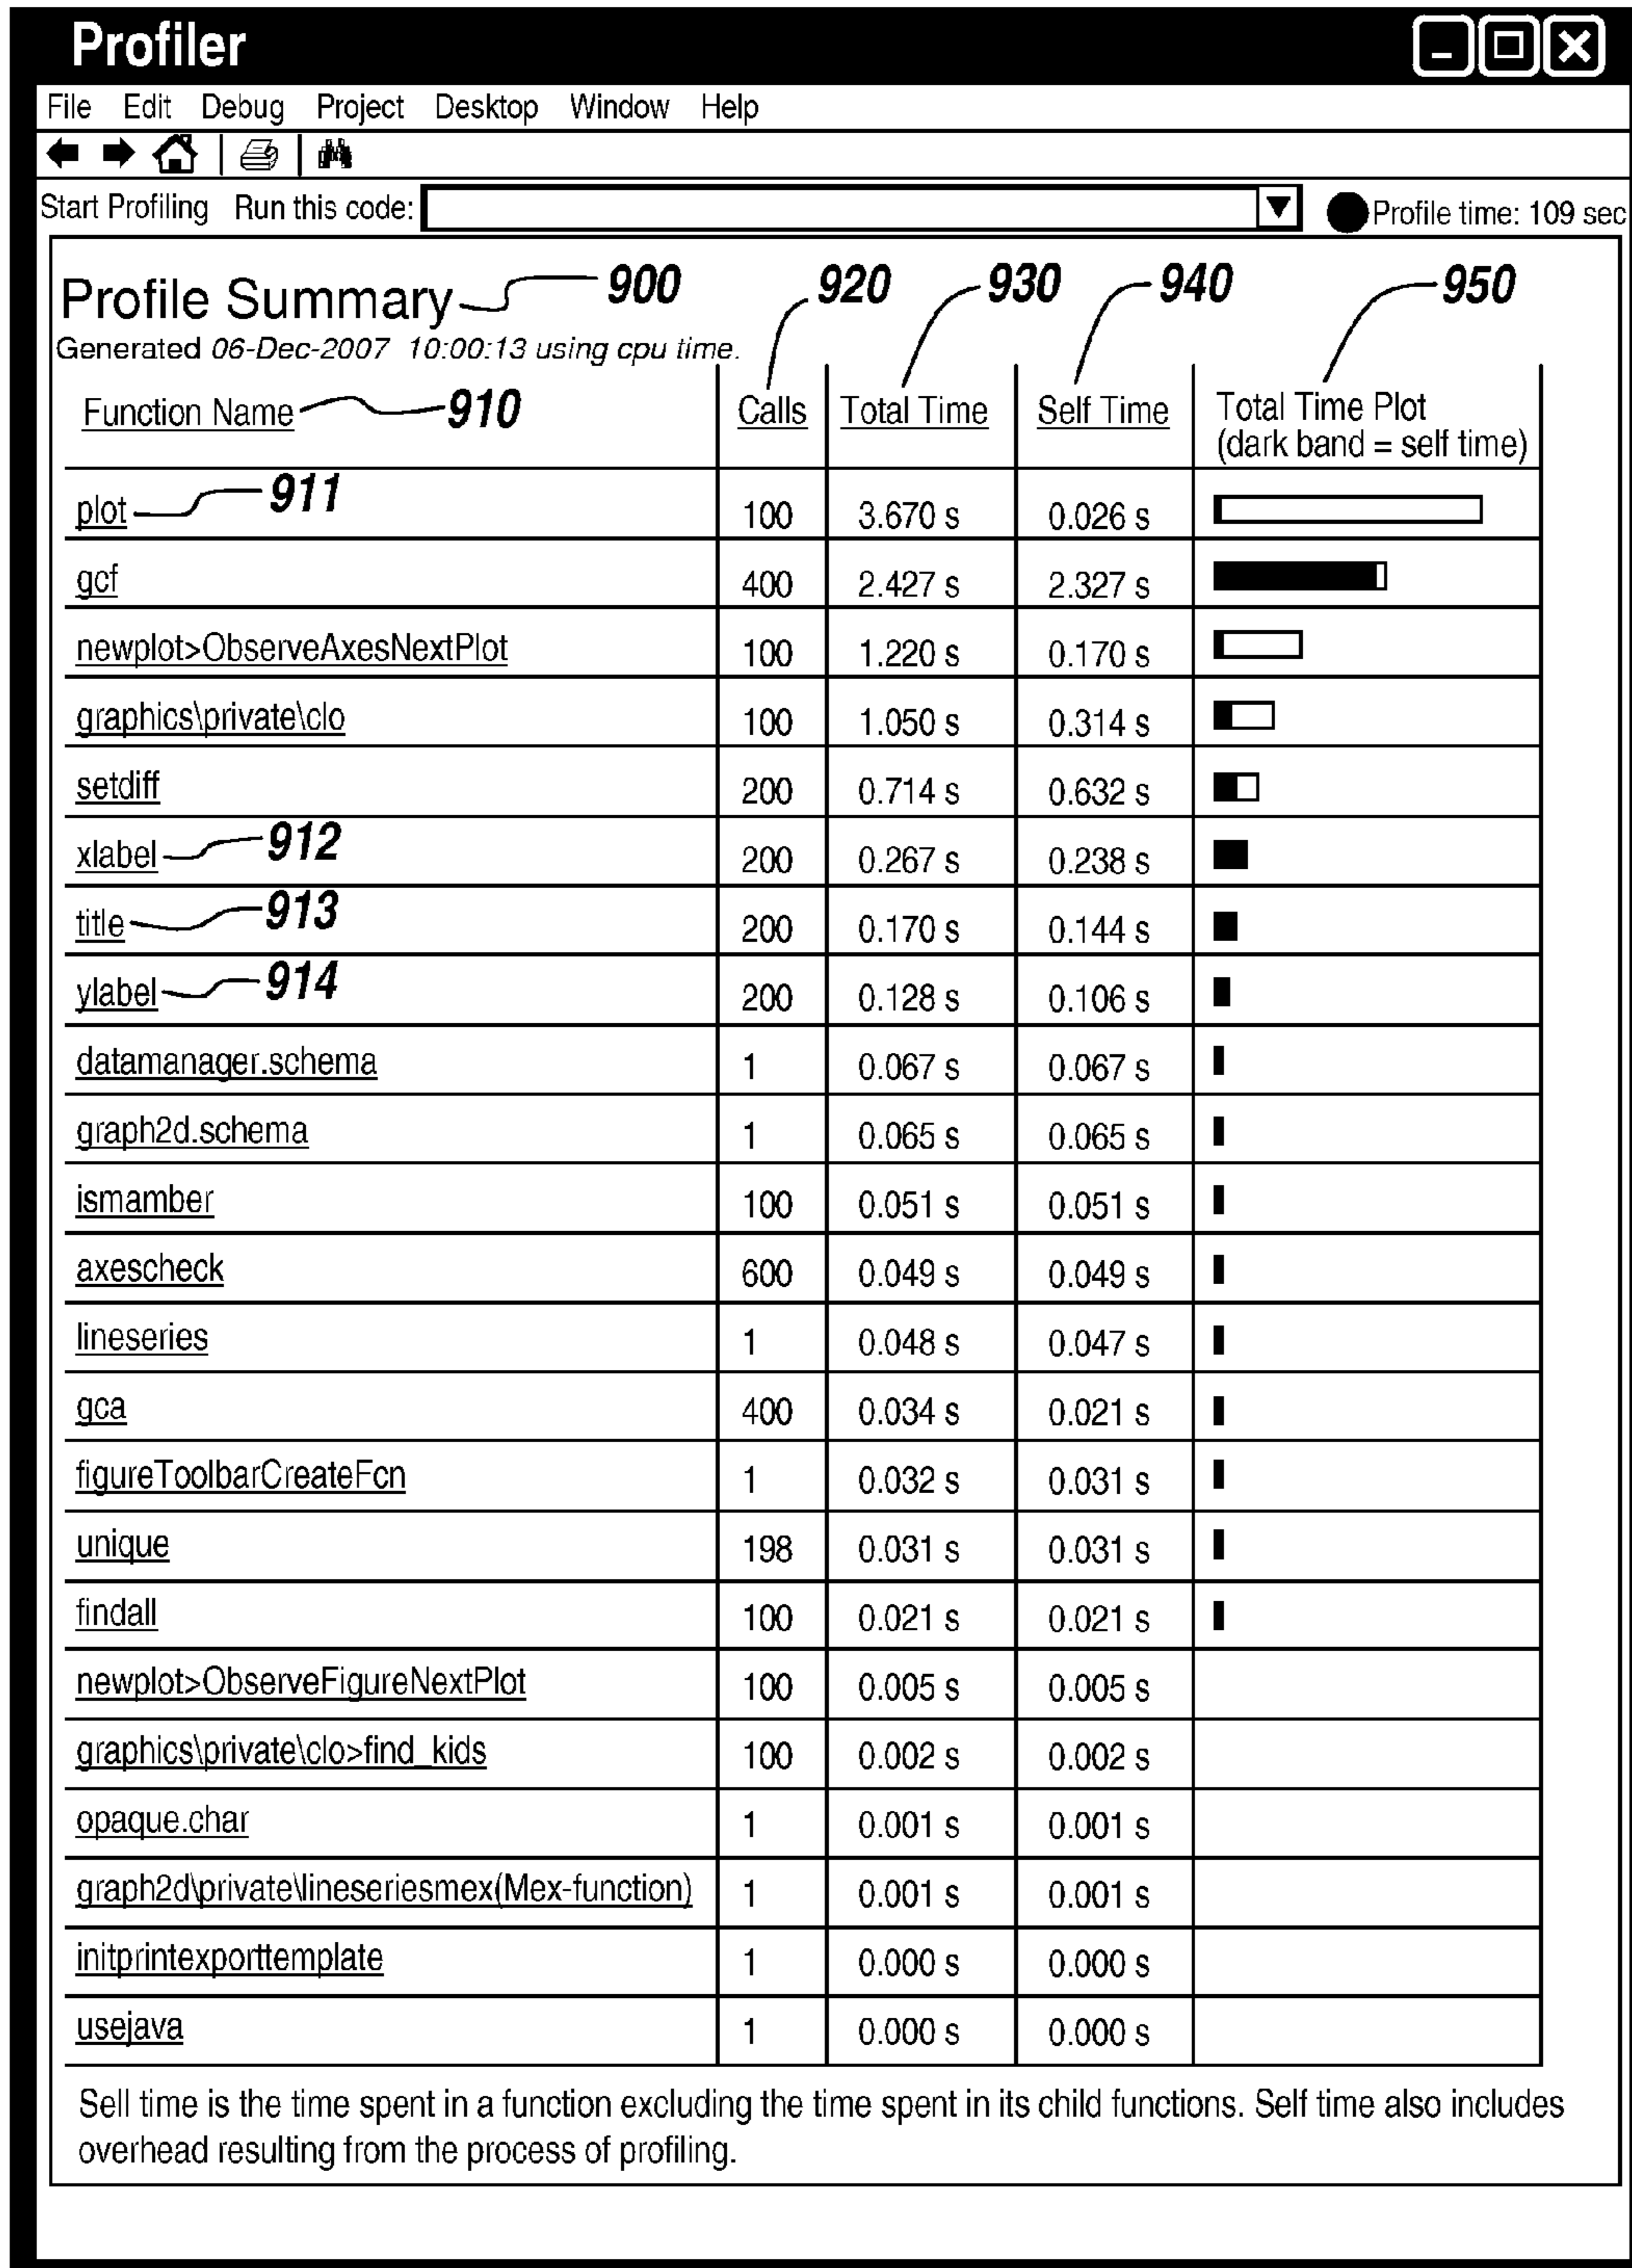 Profiler
File Edit Debug Project Desktop Window Help
Start Profiling Run this code: Profile time: 109 sec
Profile Summary 900 920 930 940 950
Generated 06-Dec-2007 10:00:13 using cpu time.
Function Name 910 Calls Total Time Self Time Total Time Plot
(dark band = self time)
plot 911 100 3.670 s 0.026 s
gcf 400 2.427 s 2.327 s
newplot>ObserveAxesNextPlot 100 1.220 s 0.170 s
graphics\private\clo 100 1.050 s 0.314 s
setdiff 200 0.714 s 0.632 s
xlabel 912 200 0.267 s 0.238 s
title 913 200 0.170 s 0.144 s
ylabel 914 200 0.128 s 0.106 s
datamanager.schema 1 0.067 s 0.067 s
graph2d.schema 1 0.065 s 0.065 s
ismamber 100 0.051 s 0.051 s
axescheck 600 0.049 s 0.049 s
lineseries 1 0.048 s 0.047 s
gca 400 0.034 s 0.021 s
figureToolbarCreateFcn 1 0.032 s 0.031 s
unique 198 0.031 s 0.031 s
findall 100 0.021 s 0.021 s
newplot>ObserveFigureNextPlot 100 0.005 s 0.005 s
graphics\private\clo>find_kids 100 0.002 s 0.002 s
opaque.char 1 0.001 s 0.001 s
graph2d\private\lineseriesmex(Mex-function) 1 0.001 s 0.001 s
initprintexporttemplate 1 0.000 s 0.000 s
usejava 1 0.000 s 0.000 s
Sell time is the time spent in a function excluding the time spent in its child functions. Self time also includes
overhead resulting from the process of profiling.